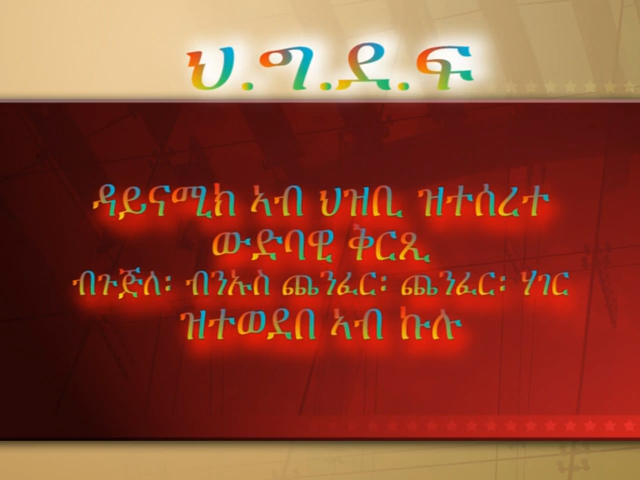 ህ.ግ.ደ.ፍ
ዳይናሚክ ኣብ ህዝቢ ዝተሰረተ
ውድባዊ ቅርጺ
ብጉጅለ፡ ብንኡስ ጨንፈር፡ ጨንፈር፡ ሃገር
ዝተወደበ ኣብ ኩሉ